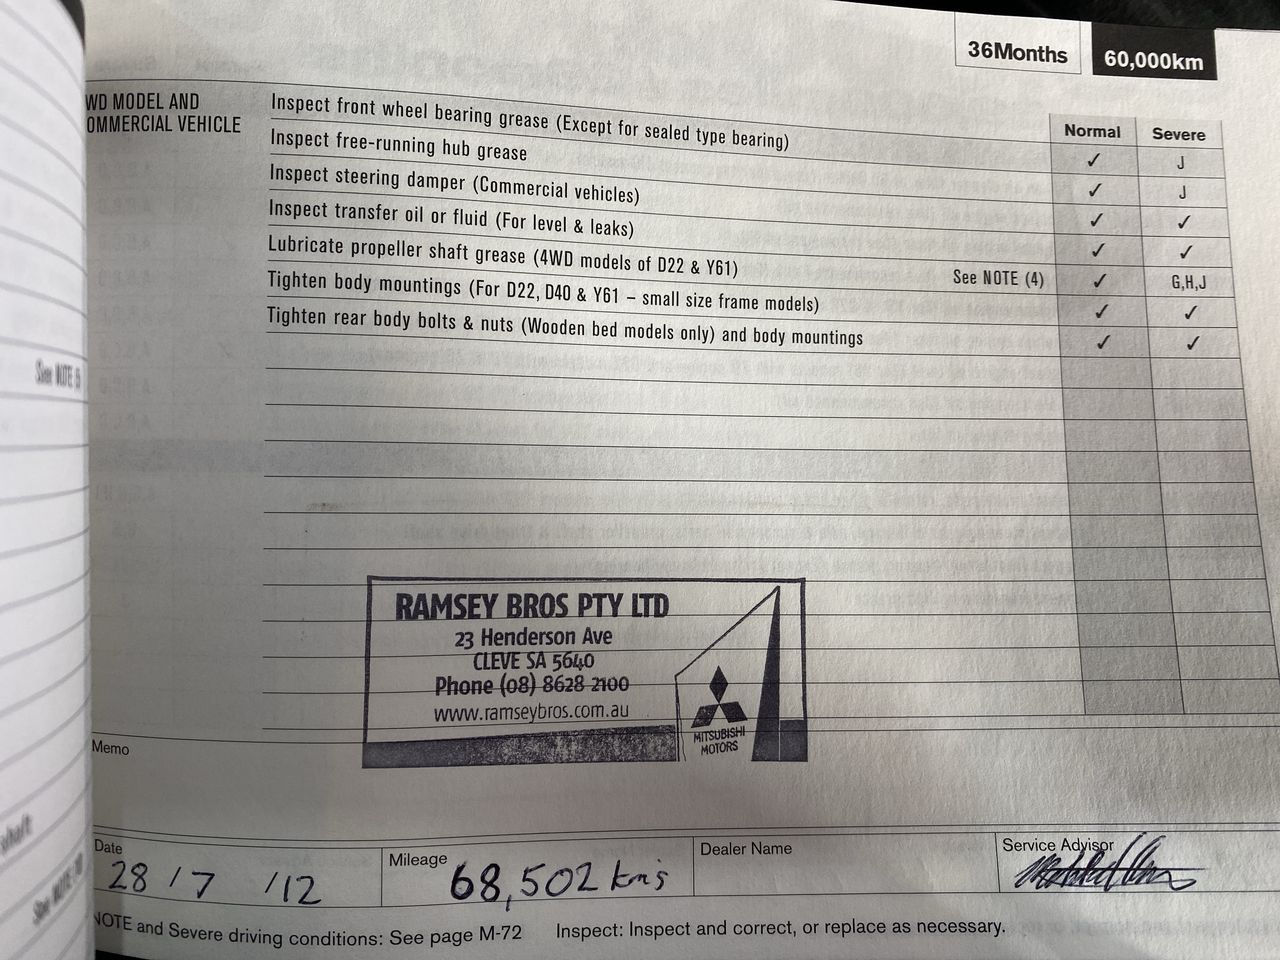 36Months
60,000km
WD MODEL AND
OMMERCIAL VEHICLE
Normal Severe
Inspect front wheel bearing grease (Except for sealed type bearing) ✓ J
Inspect free-running hub grease ✓ J
Inspect steering damper (Commercial vehicles) ✓ ✓
Inspect transfer oil or fluid (For level & leaks) ✓ ✓
Lubricate propeller shaft grease (4WD models of D22 & Y61) See NOTE (4) ✓ G,H,J
Tighten body mountings (For D22, D40 & Y61 – small size frame models) ✓ ✓
Tighten rear body bolts & nuts (Wooden bed models only) and body mountings ✓ ✓
RAMSEY BROS PTY LTD
23 Henderson Ave
CLEVE SA 5640
Phone (08) 8628 2100
www.ramseybros.com.au
MITSUBISHI
MOTORS
Memo
Date
28/7/12
Mileage
68,502 kms
Dealer Name
Service Advisor
NOTE and Severe driving conditions: See page M-72 Inspect: Inspect and correct, or replace as necessary.
See NOTE
shaft
See NOTE